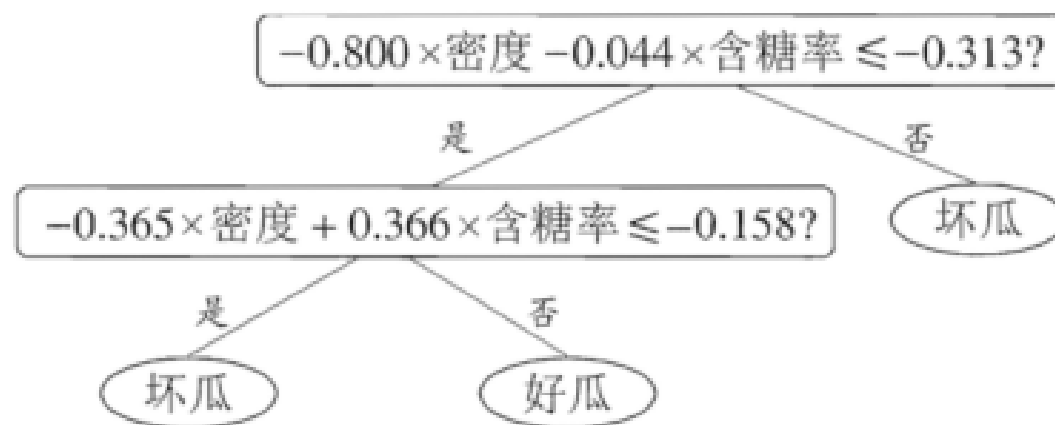 -0.800×密度 -0.044×含糖率 ≤-0.313?
是
否
-0.365×密度 + 0.366×含糖率 ≤-0.158?
坏瓜
是
否
坏瓜
好瓜